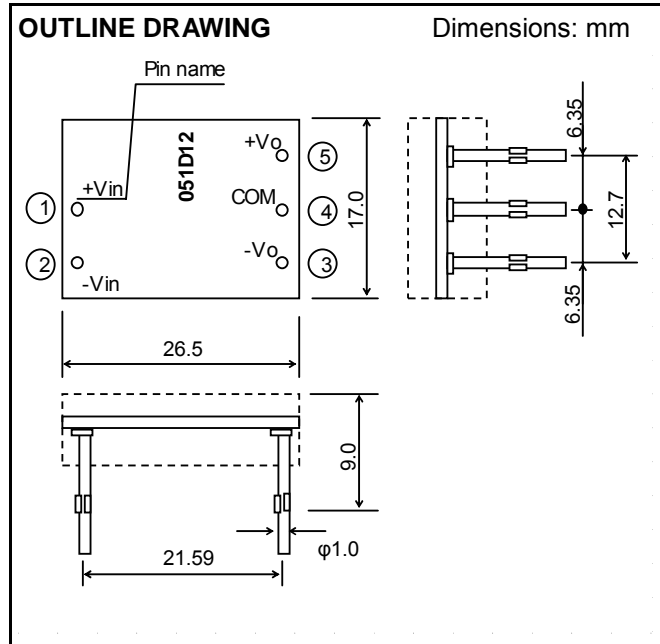 OUTLINE DRAWING
Dimensions: mm
Pin name
051D12
+Vo
5
1
+Vin
COM
4
2
-Vin
-Vo
3
17.0
6.35
12.7
6.35
26.5
9.0
φ1.0
21.59